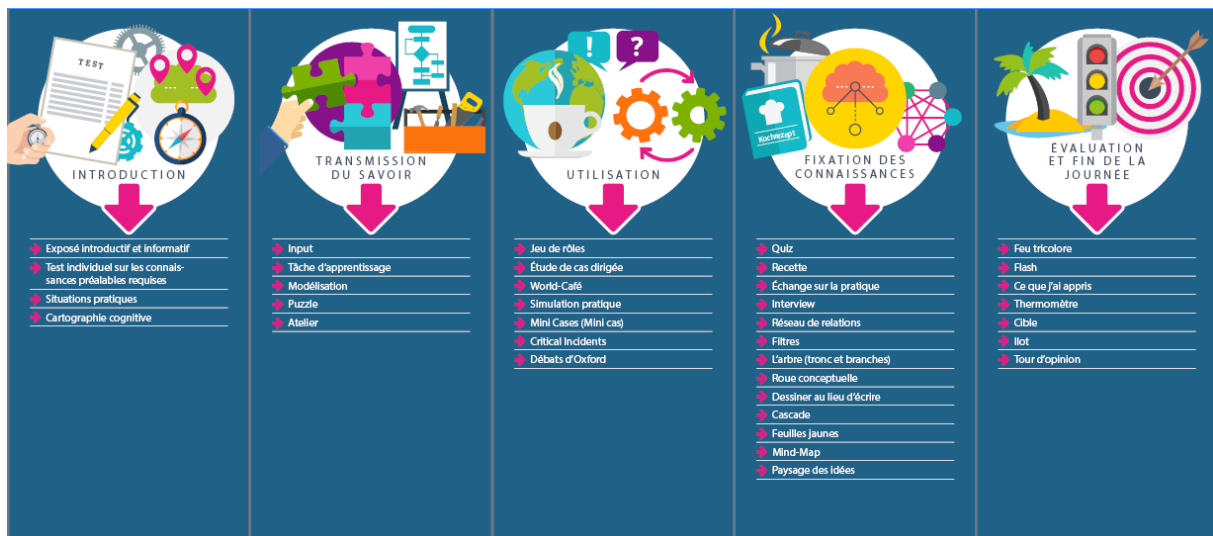 TEST
INTRODUCTION
Exposé introductif et informatif
Test individuel sur les connais-
sances préalables requises
Situations pratiques
Cartographie cognitive
TRANSMISSION
DU SAVOIR
Input
Tâche d'apprentissage
Modélisation
Puzzle
Atelier
!
?
UTILISATION
Jeu de rôles
Étude de cas dirigée
World-Café
Simulation pratique
Mini Cases (Mini cas)
Critical Incidents
Débats d'Oxford
Kochrezept
FIXATION DES
CONNAISSANCES
Quiz
Recette
Échange sur la pratique
Interview
Réseau de relations
Filtres
L'arbre (tronc et branches)
Roue conceptuelle
Dessiner au lieu d'écrire
Cascade
Feuilles jaunes
Mind-Map
Paysage des idées
ÉVALUATION
ET FIN DE LA
JOURNÉE
Feu tricolore
Flash
Ce que j'ai appris
Thermomètre
Cible
Ilot
Tour d'opinion